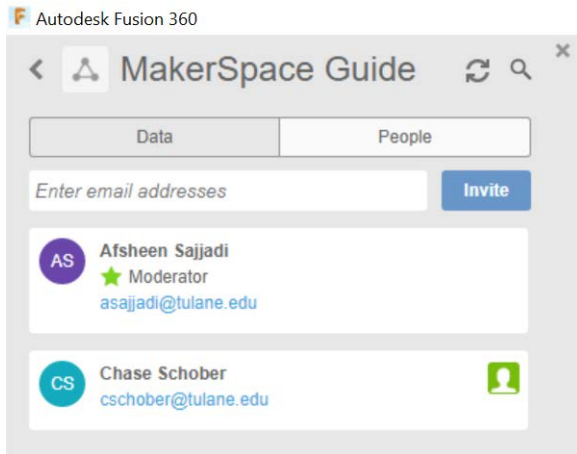 Autodesk Fusion 360
MakerSpace Guide
Data People
Enter email addresses Invite
AS Afsheen Sajjadi
Moderator
asajjadi@tulane.edu
CS Chase Schober
cschober@tulane.edu